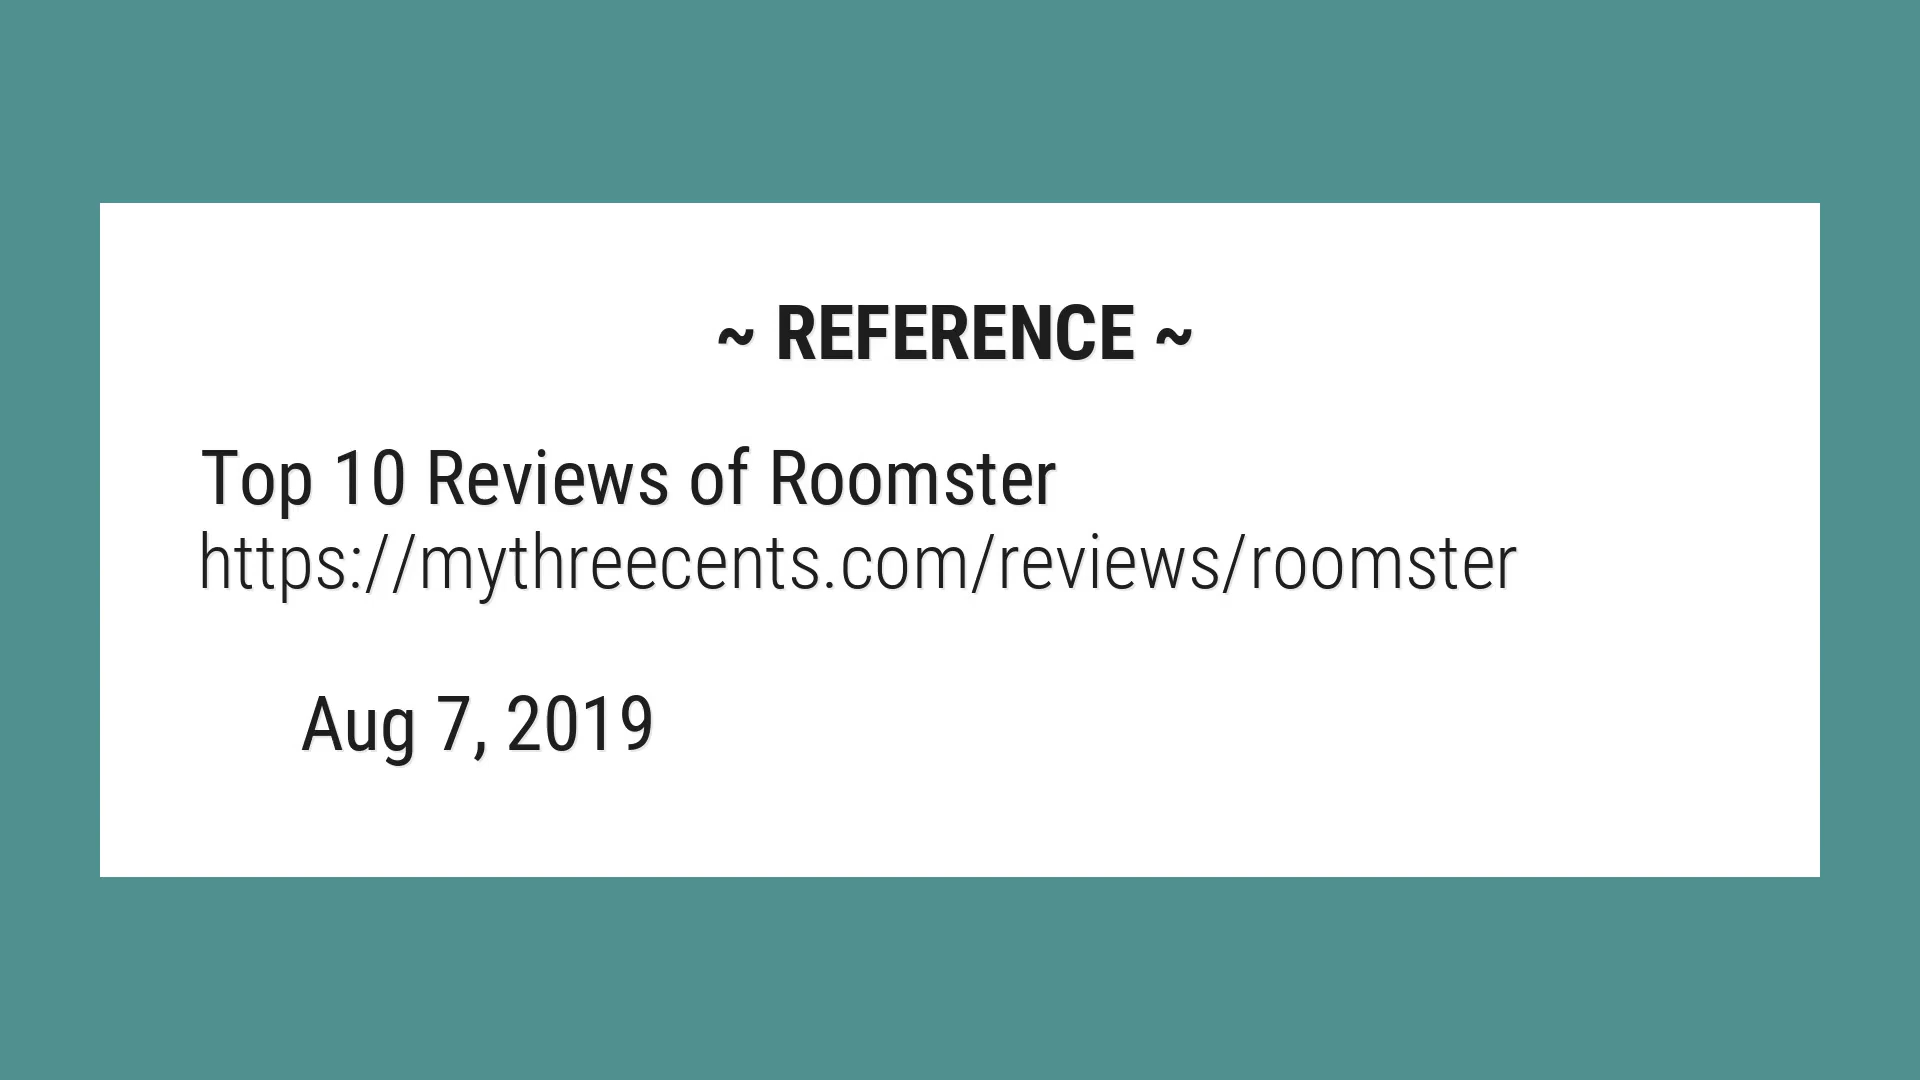 ~ REFERENCE ~
Top 10 Reviews of Roomster
https://mythreecents.com/reviews/roomster
Aug 7, 2019